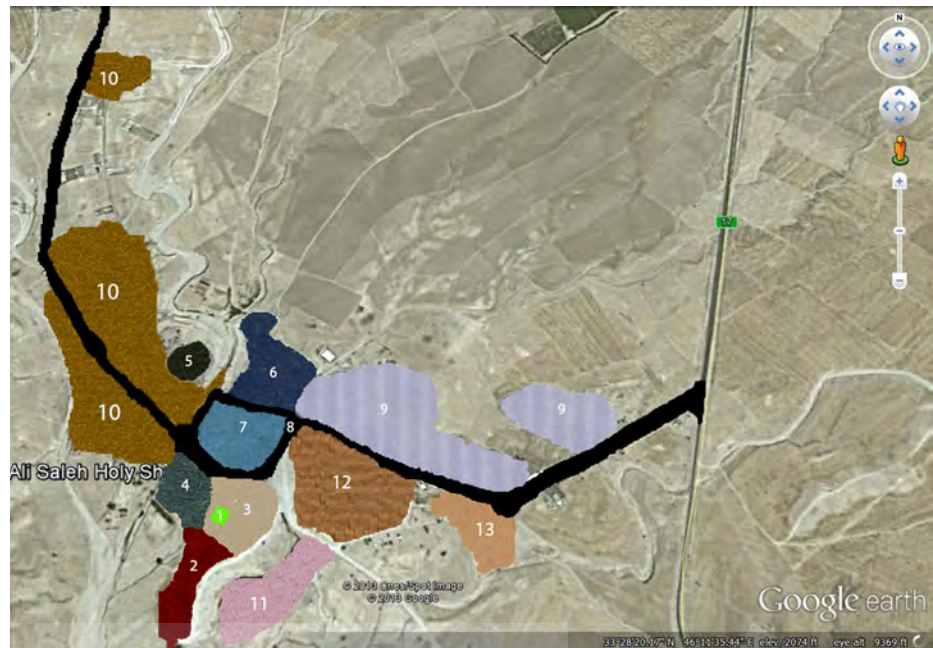 N
10
17
10
5
6
9
9
7
8
10
Ali Saleh Holy Sh
4
12
3
1
13
2
11
© 2013 Cnes/Spot Image
© 2013 Google
Google earth
33°28'20.17" N 46°11'35.44" E elev 2074 ft eye alt 9369 ft